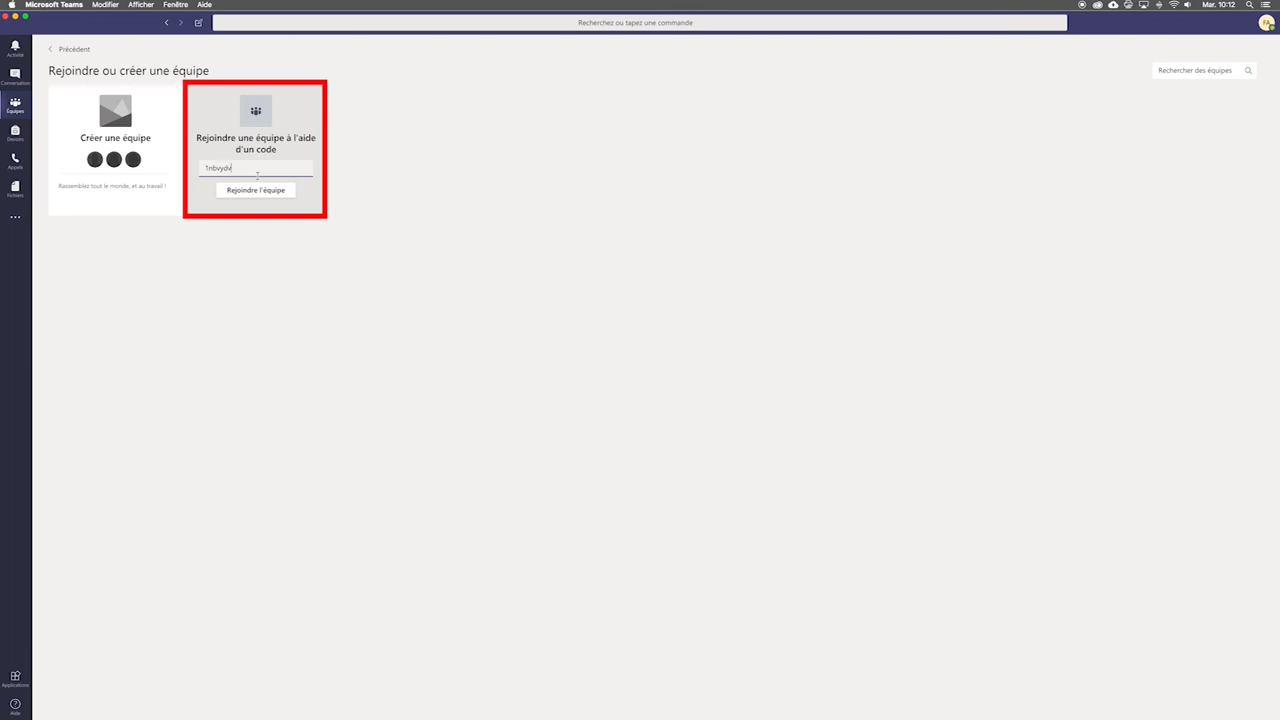 Microsoft Teams Modifier Afficher Fenêtre Aide
Mar. 10:12
Recherchez ou tapez une commande
FA
Activité
Conversation
Équipes
Devoirs
Appels
Fichiers
Applications
Aide
Précédent
Rejoindre ou créer une équipe
Rechercher des équipes
Créer une équipe
Rassemblez tout le monde, et au travail !
Rejoindre une équipe à l'aide
d'un code
1nbvydv
Rejoindre l'équipe